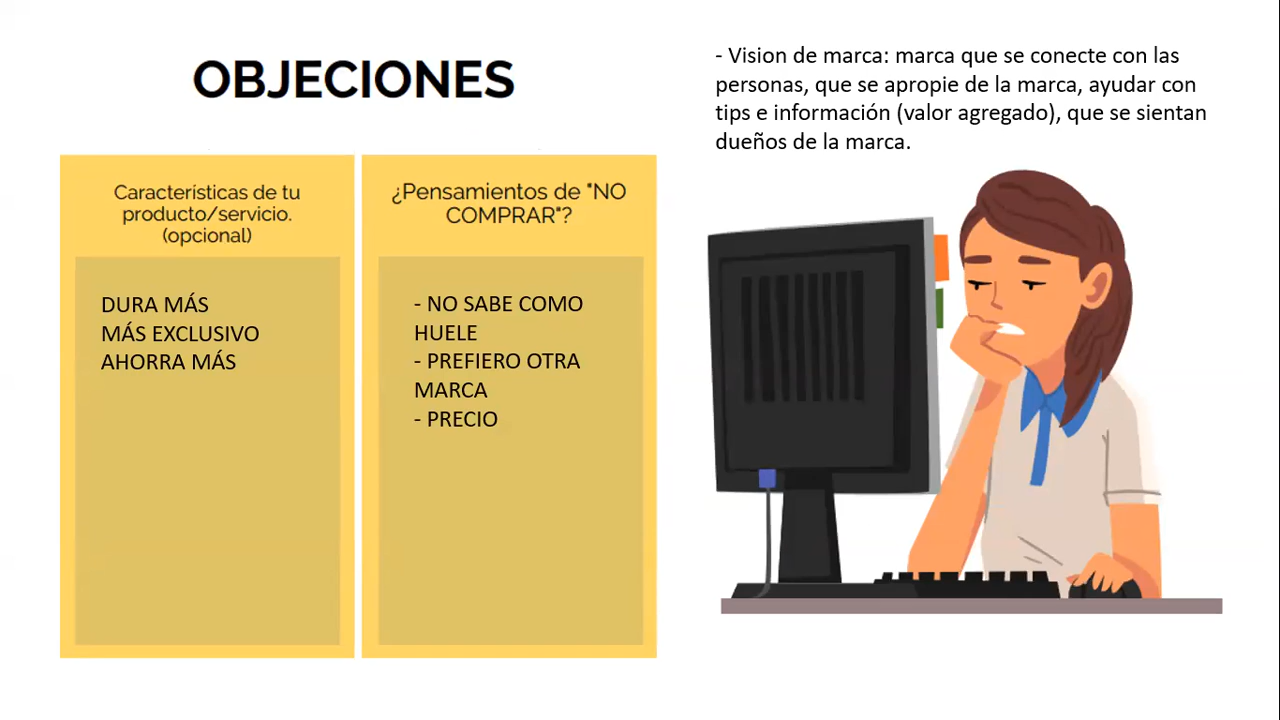 OBJECIONES
Características de tu
producto/servicio.
(opcional)
DURA MÁS
MÁS EXCLUSIVO
AHORRA MÁS
¿Pensamientos de "NO
COMPRAR"?
- NO SABE COMO
HUELE
- PREFIERO OTRA
MARCA
- PRECIO
- Vision de marca: marca que se conecte con las
personas, que se apropie de la marca, ayudar con
tips e información (valor agregado), que se sientan
dueños de la marca.